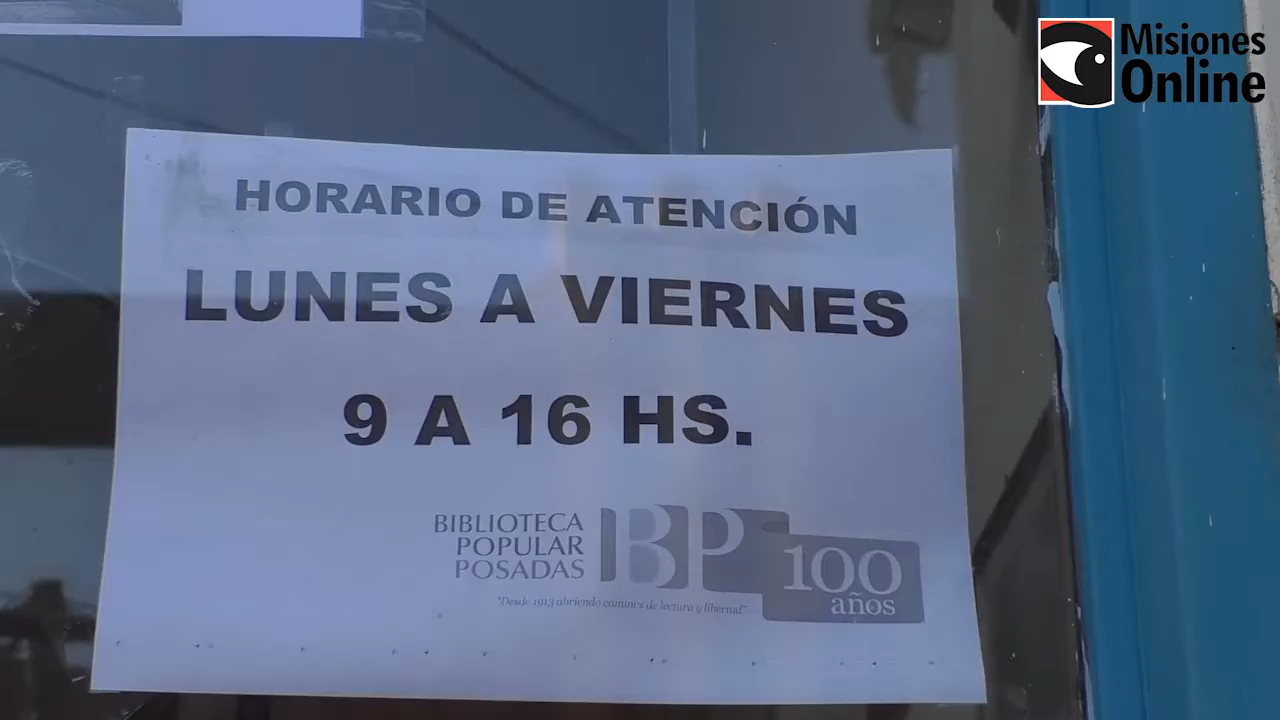 Misiones
Online
HORARIO DE ATENCIÓN
LUNES A VIERNES
9 A 16 HS.
BIBLIOTECA
POPULAR
POSADAS
BP
100
años
"Desde 1913 abriendo caminos de lectura y libertad"